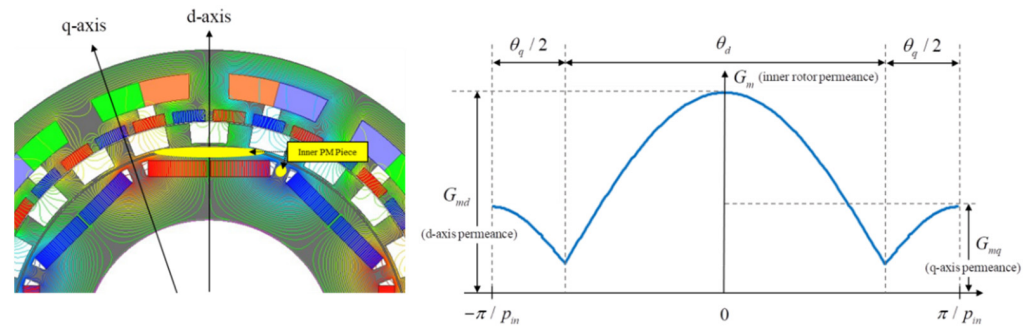 q-axis
d-axis
Inner PM Piece
θq / 2
θd
θq / 2
Gm (inner rotor permeance)
Gmd
(d-axis permeance)
Gmq
(q-axis permeance)
−π / pin
0
π / pin